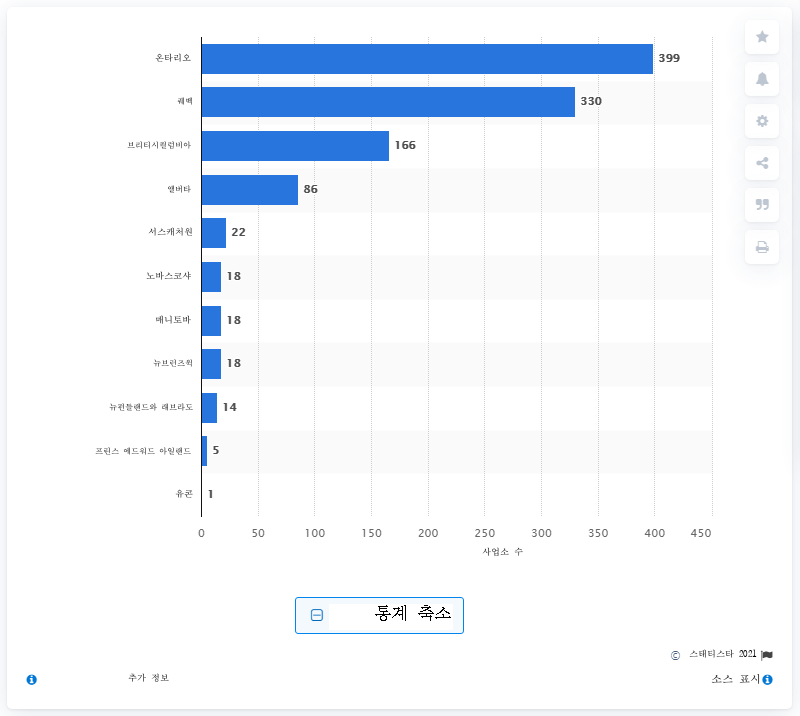 온타리오 399
퀘벡 330
브리티시컬럼비아 166
앨버타 86
서스캐처원 22
노바스코샤 18
매니토바 18
뉴브런즈윅 18
뉴펀들랜드와 래브라도 14
프린스 에드워드 아일랜드 5
유콘 1
0 50 100 150 200 250 300 350 400 450
사업소 수
통계 축소
© 스태티스타 2021
추가 정보 소스 표시